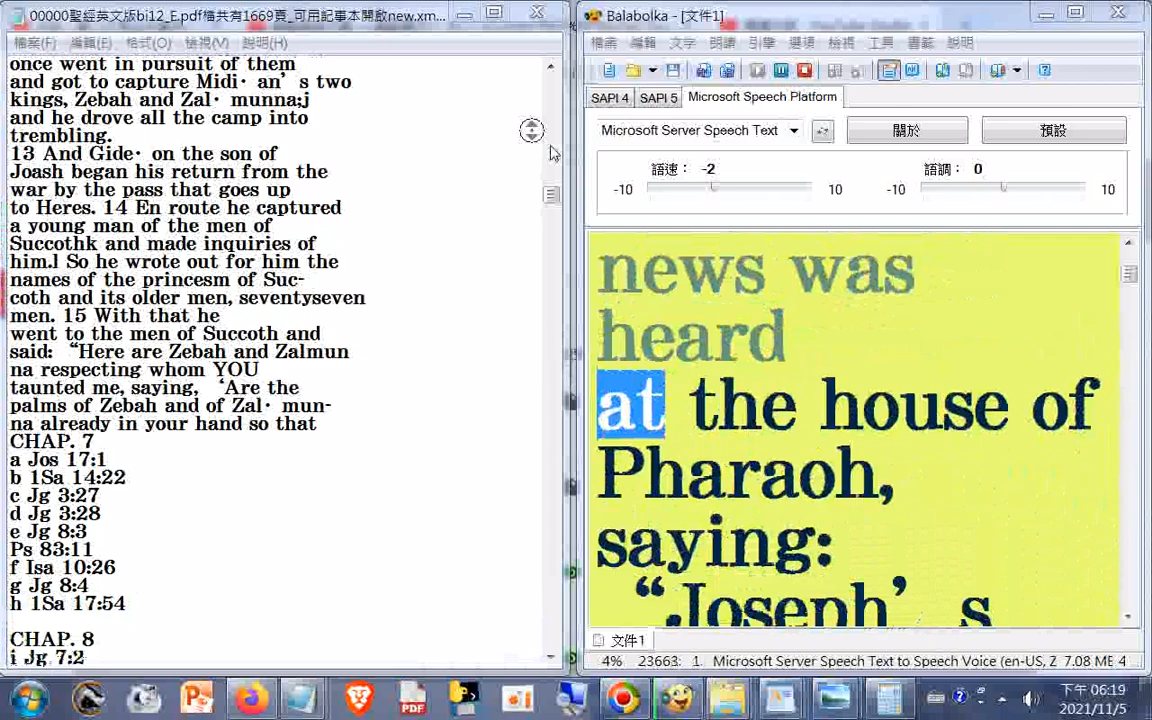 00000聖經英文版bi12_E.pdf檔共有1669頁_可用記事本開啟new.xm...
檔案(F) 編輯(E) 格式(O) 檢視(V) 說明(H)
once went in pursuit of them
and got to capture Midi· an’s two
kings, Zebah and Zal· munna;j
and he drove all the camp into
trembling.
13 And Gide· on the son of
Joash began his return from the
war by the pass that goes up
to Heres. 14 En route he captured
a young man of the men of
Succothk and made inquiries of
him.l So he wrote out for him the
names of the princesm of Suc-
coth and its older men, seventyseven
men. 15 With that he
went to the men of Succoth and
said: “Here are Zebah and Zalmun
na respecting whom YOU
taunted me, saying, ‘Are the
palms of Zebah and of Zal· mun-
na already in your hand so that
CHAP. 7
a Jos 17:1
b 1Sa 14:22
c Jg 3:27
d Jg 3:28
e Jg 8:3
Ps 83:11
f Isa 10:26
g Jg 8:4
h 1Sa 17:54
CHAP. 8
i Jg 7:2
Balabolka - [文件1]
檔案 編輯 文字 朗讀 引擎 選項 檢視 工具 書籤 說明
SAPI 4 SAPI 5 Microsoft Speech Platform
Microsoft Server Speech Text 關於 預設
語速： -2 語調： 0
-10 10 -10 10
news was
heard
at the house of
Pharaoh,
saying:
“Joseph’s
文件1
4% 23663: 1. Microsoft Server Speech Text to Speech Voice (en-US, Z 7.08 ME 4
PDF
下午 06:19
2021/11/5